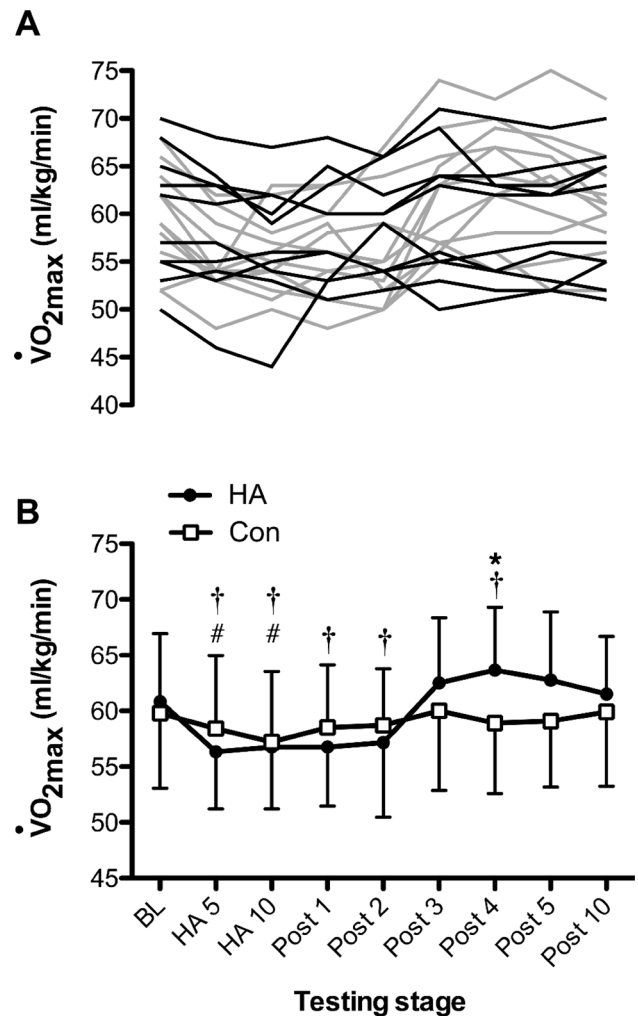 A
V̇O2max (ml/kg/min)
75
70
65
60
55
50
45
40
B
HA
Con
V̇O2max (ml/kg/min)
75
70
65
60
55
50
45
† † † † * †
# #
BL HA 5 HA 10 Post 1 Post 2 Post 3 Post 4 Post 5 Post 10
Testing stage